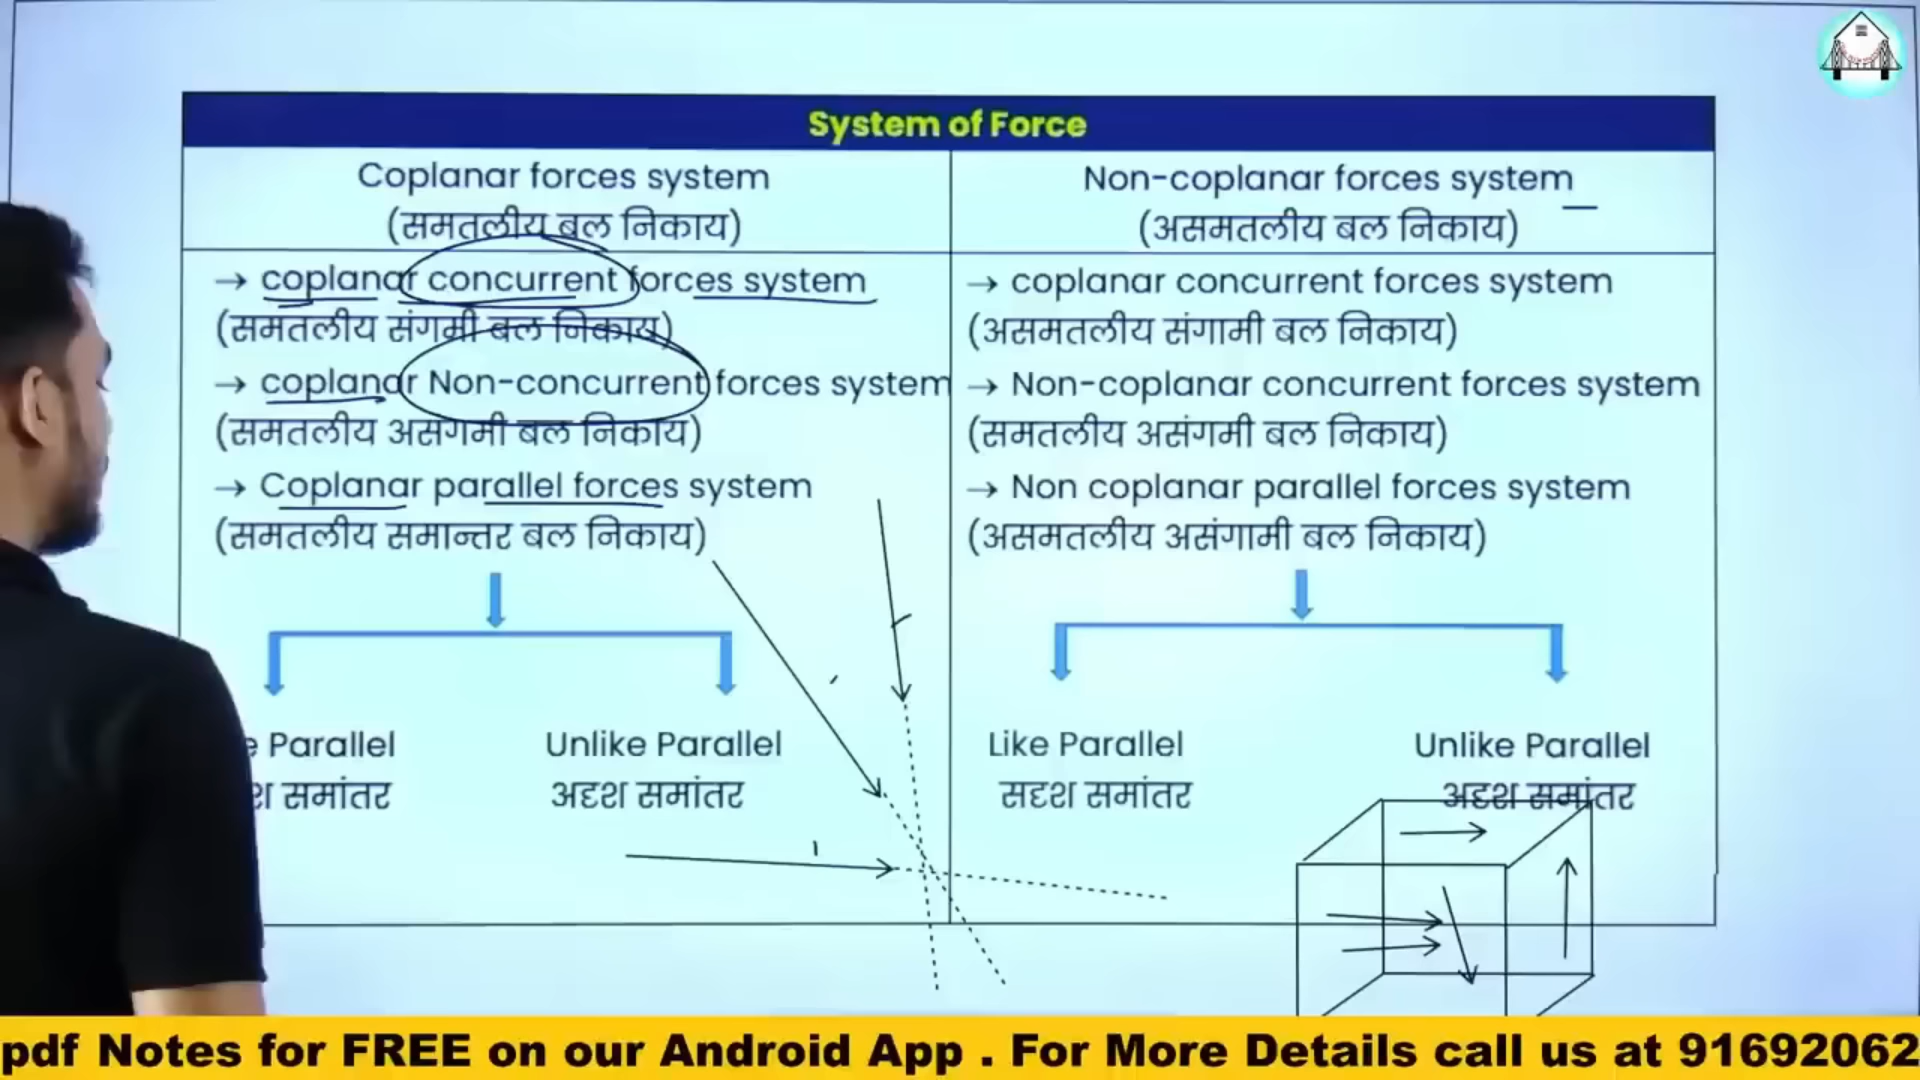 System of Force
Coplanar forces system
(समतलीय बल निकाय)
Non-coplanar forces system
(असमतलीय बल निकाय)
→ coplanar concurrent forces system
(समतलीय संगमी बल निकाय)
→ coplanar Non-concurrent forces system
(समतलीय असंगमी बल निकाय)
→ Coplanar parallel forces system
(समतलीय समान्तर बल निकाय)
Parallel
समांतर
Unlike Parallel
अदृश समांतर
→ coplanar concurrent forces system
(असमतलीय संगामी बल निकाय)
→ Non-coplanar concurrent forces system
(समतलीय असंगमी बल निकाय)
→ Non coplanar parallel forces system
(असमतलीय असंगामी बल निकाय)
Like Parallel
सदृश समांतर
Unlike Parallel
अदृश समांतर
pdf Notes for FREE on our Android App . For More Details call us at 91692062